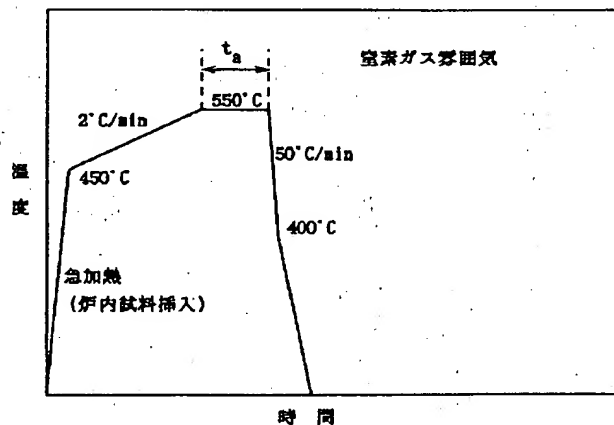 t_a
窒素ガス雰囲気
550°C
2°C/min
50°C/min
450°C
温度
400°C
急加熱
(炉内試料挿入)
時間